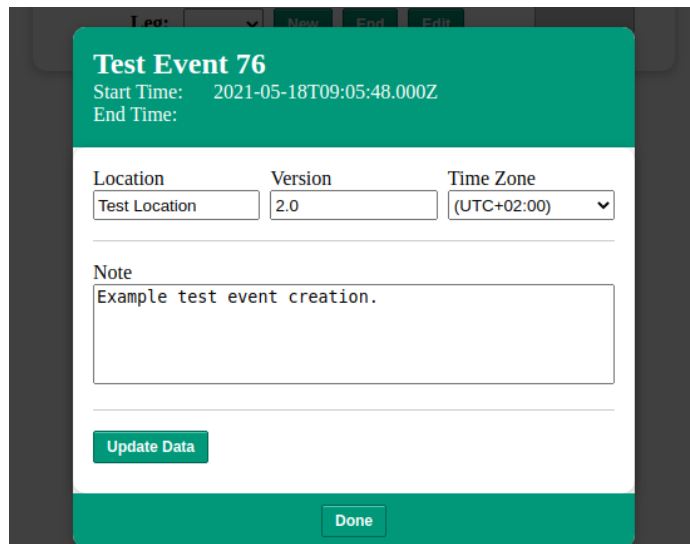 Leg: New End Edit
Test Event 76
Start Time: 2021-05-18T09:05:48.000Z
End Time:
Location Version Time Zone
Test Location 2.0 (UTC+02:00)
Note
Example test event creation.
Update Data
Done